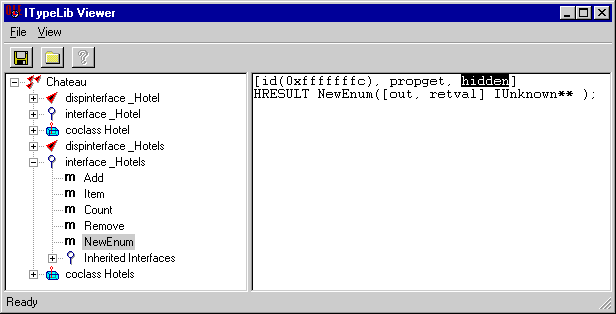 ITypeLib Viewer
File View
Chateau
dispinterface _Hotel
interface _Hotel
coclass Hotel
dispinterface _Hotels
interface _Hotels
m Add
m Item
m Count
m Remove
m NewEnum
Inherited Interfaces
coclass Hotels
[id(0xfffffffc), propget, hidden]
HRESULT NewEnum([out, retval] IUnknown** );
Ready